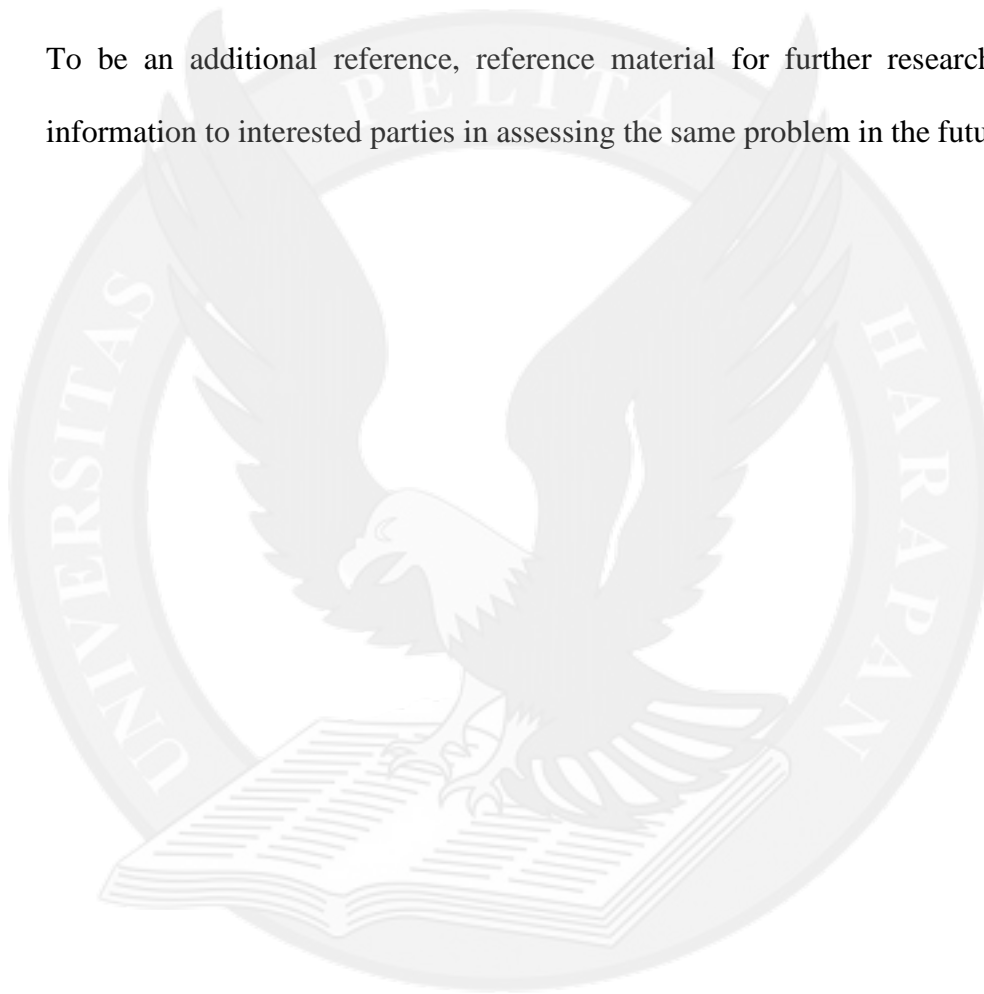 To be an additional reference, reference material for further research
information to interested parties in assessing the same problem in the futu
UNIVERSITAS PELITA HARAPAN